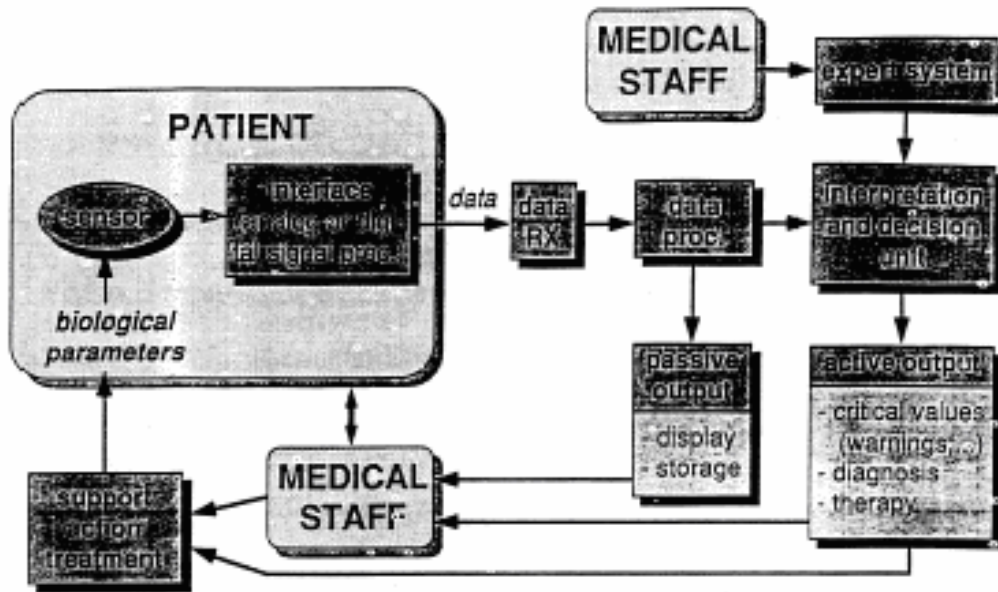 MEDICAL
STAFF
expert system
PATIENT
sensor
interface
(analog or digi-
tal signal proc.)
data
data
RX
data
proc.
interpretation
and decision
unit
biological
parameters
passive
output
- display
- storage
active output
- critical values
(warnings,...)
- diagnosis
- therapy
MEDICAL
STAFF
support
action
treatment